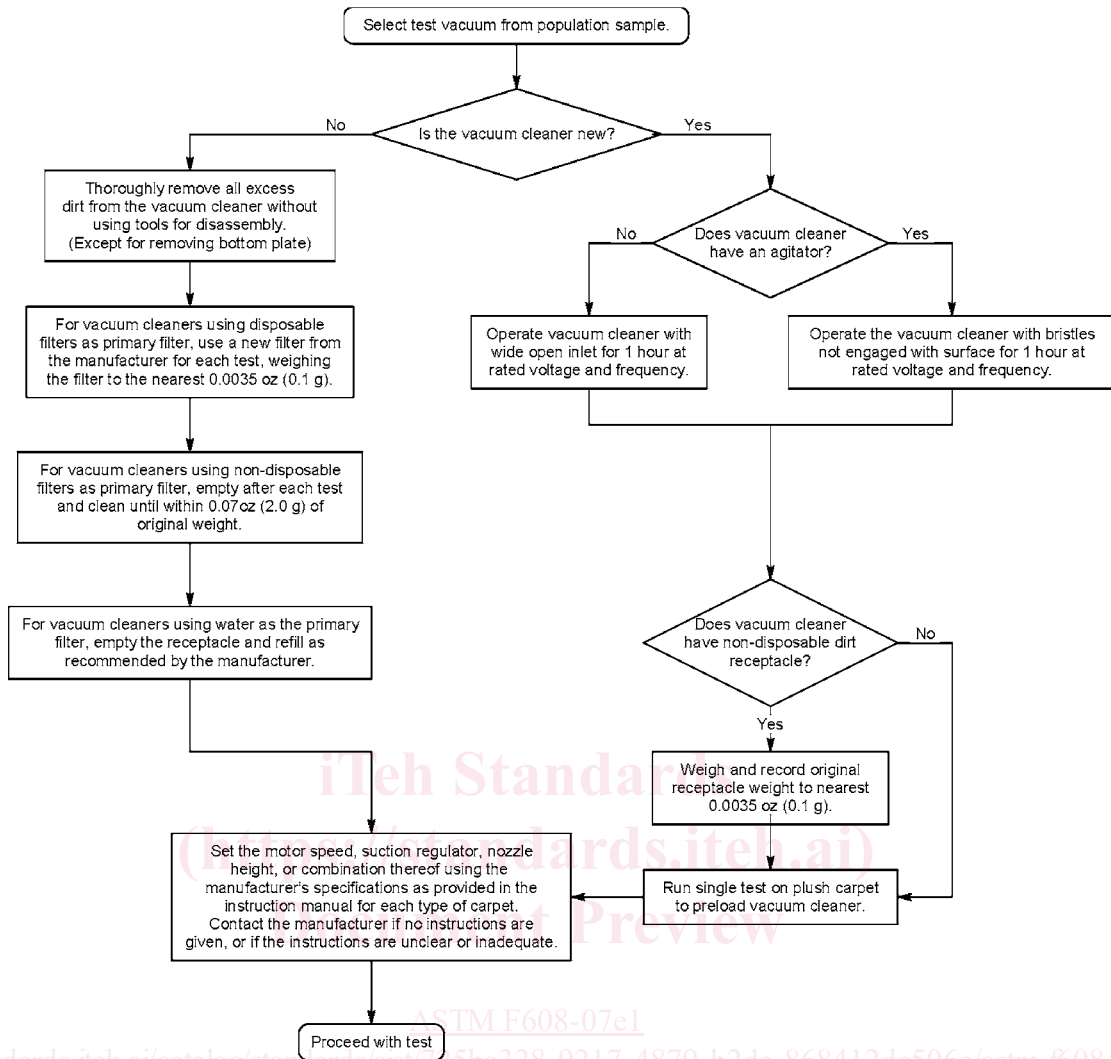 Select test vacuum from population sample.
Is the vacuum cleaner new?
No
Yes
Thoroughly remove all excess
dirt from the vacuum cleaner without
using tools for disassembly.
(Except for removing bottom plate)
For vacuum cleaners using disposable
filters as primary filter, use a new filter from
the manufacturer for each test, weighing
the filter to the nearest 0.0035 oz (0.1 g).
For vacuum cleaners using non-disposable
filters as primary filter, empty after each test
and clean until within 0.07oz (2.0 g) of
original weight.
For vacuum cleaners using water as the primary
filter, empty the receptacle and refill as
recommended by the manufacturer.
Does vacuum cleaner
have an agitator?
No
Yes
Operate vacuum cleaner with
wide open inlet for 1 hour at
rated voltage and frequency.
Operate the vacuum cleaner with bristles
not engaged with surface for 1 hour at
rated voltage and frequency.
Does vacuum cleaner
have non-disposable dirt
receptacle?
No
Yes
Weigh and record original
receptacle weight to nearest
0.0035 oz (0.1 g).
Run single test on plush carpet
to preload vacuum cleaner.
Set the motor speed, suction regulator, nozzle
height, or combination thereof using the
manufacturer's specifications as provided in the
instruction manual for each type of carpet.
Contact the manufacturer if no instructions are
given, or if the instructions are unclear or inadequate.
Proceed with test
iTeh Standards
(https://standards.iteh.ai)
Document Preview
ASTM F608-07e1